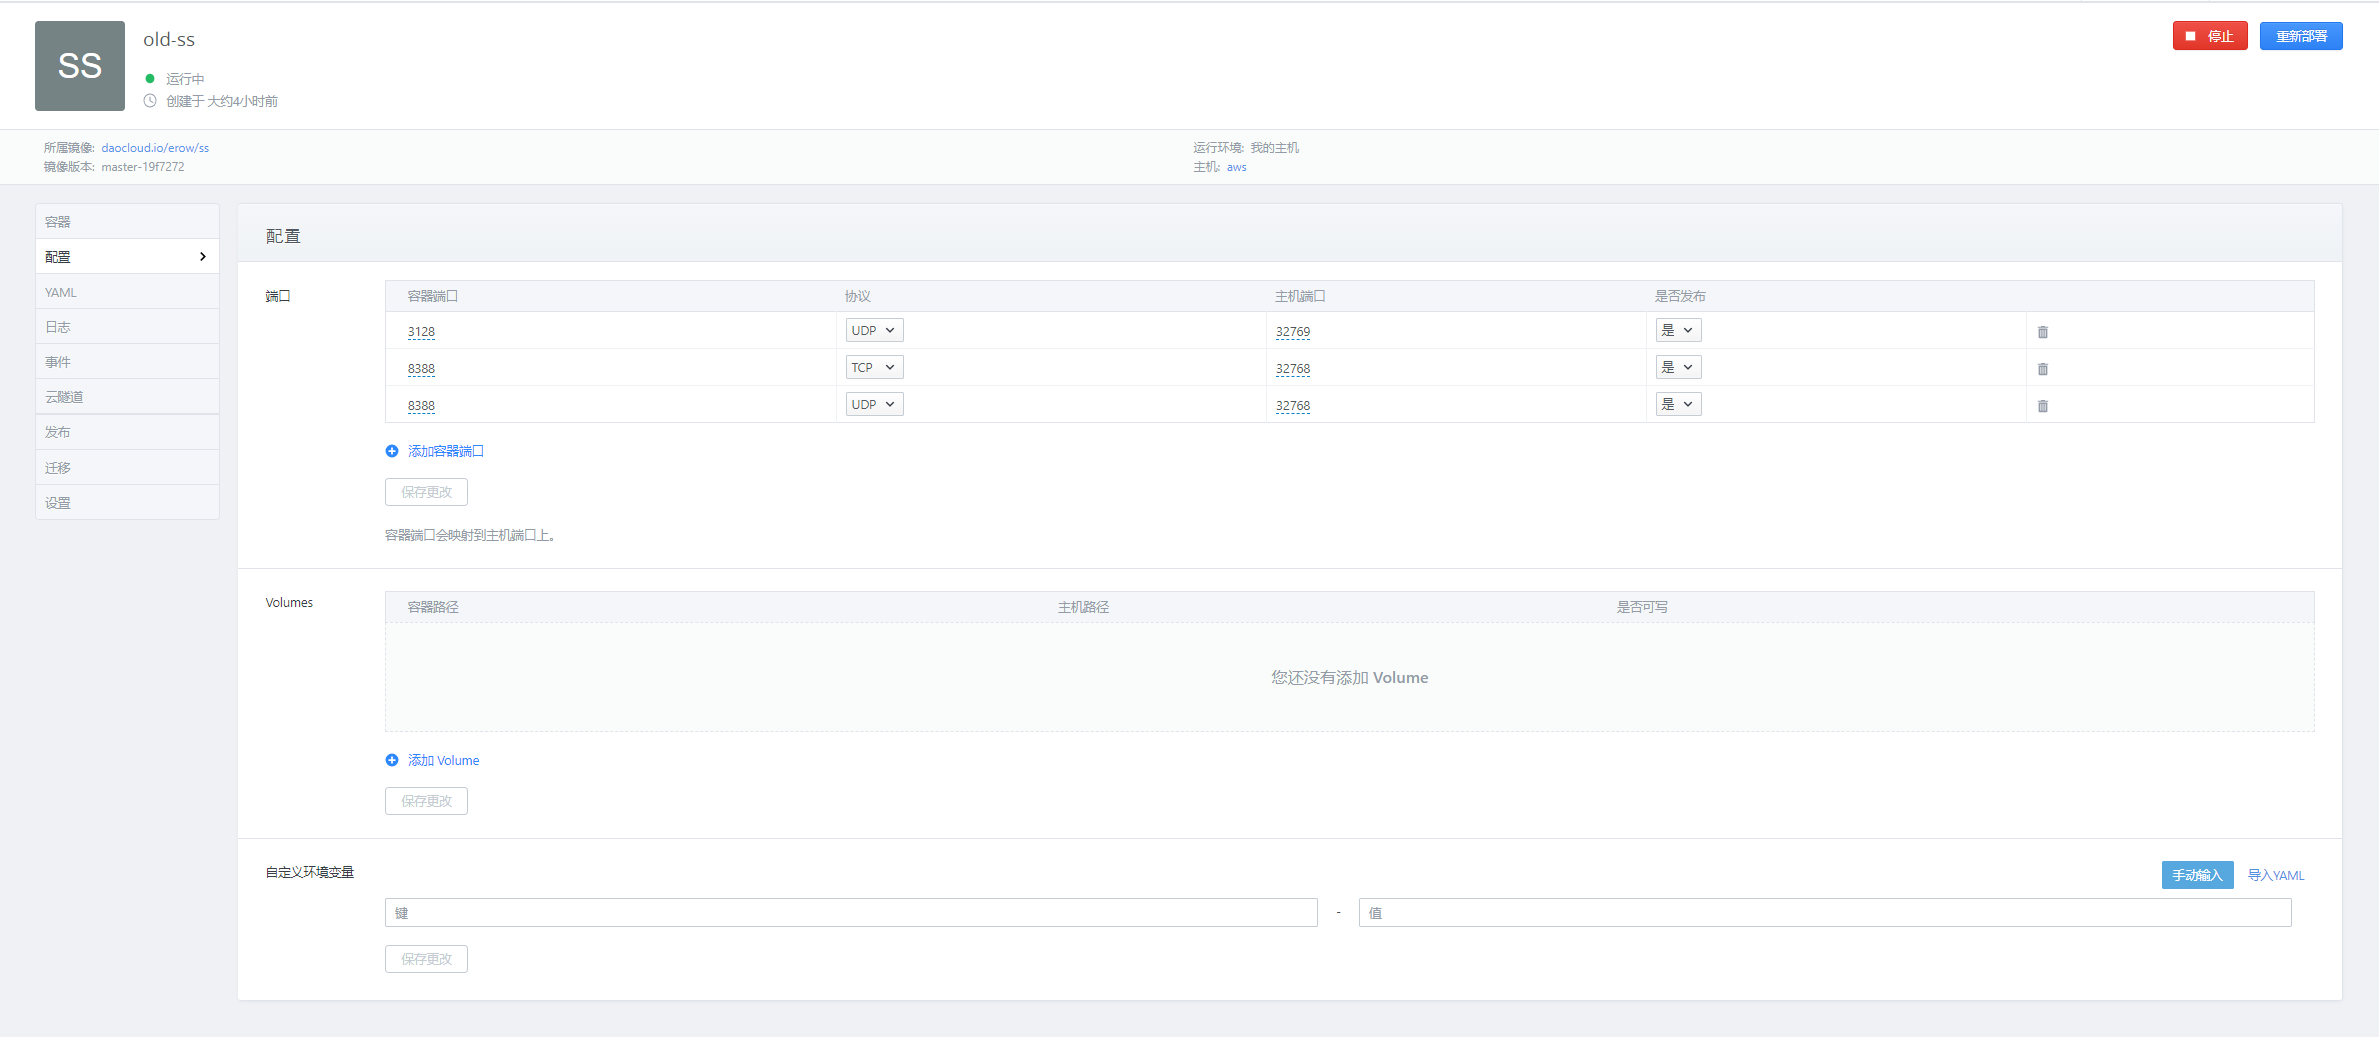 SS
old-ss
运行中
创建于 大约4小时前
停止
重新部署
所属镜像: daocloud.io/erow/ss
镜像版本: master-19f7272
运行环境: 我的主机
主机: aws
容器
配置
YAML
日志
事件
云隧道
发布
迁移
设置
配置
端口
容器端口 协议 主机端口 是否发布
3128 UDP 32769 是
8388 TCP 32768 是
8388 UDP 32768 是
添加容器端口
保存更改
容器端口会映射到主机端口上。
Volumes
容器路径 主机路径 是否可写
您还没有添加 Volume
添加 Volume
保存更改
自定义环境变量
手动输入 导入YAML
键 - 值
保存更改